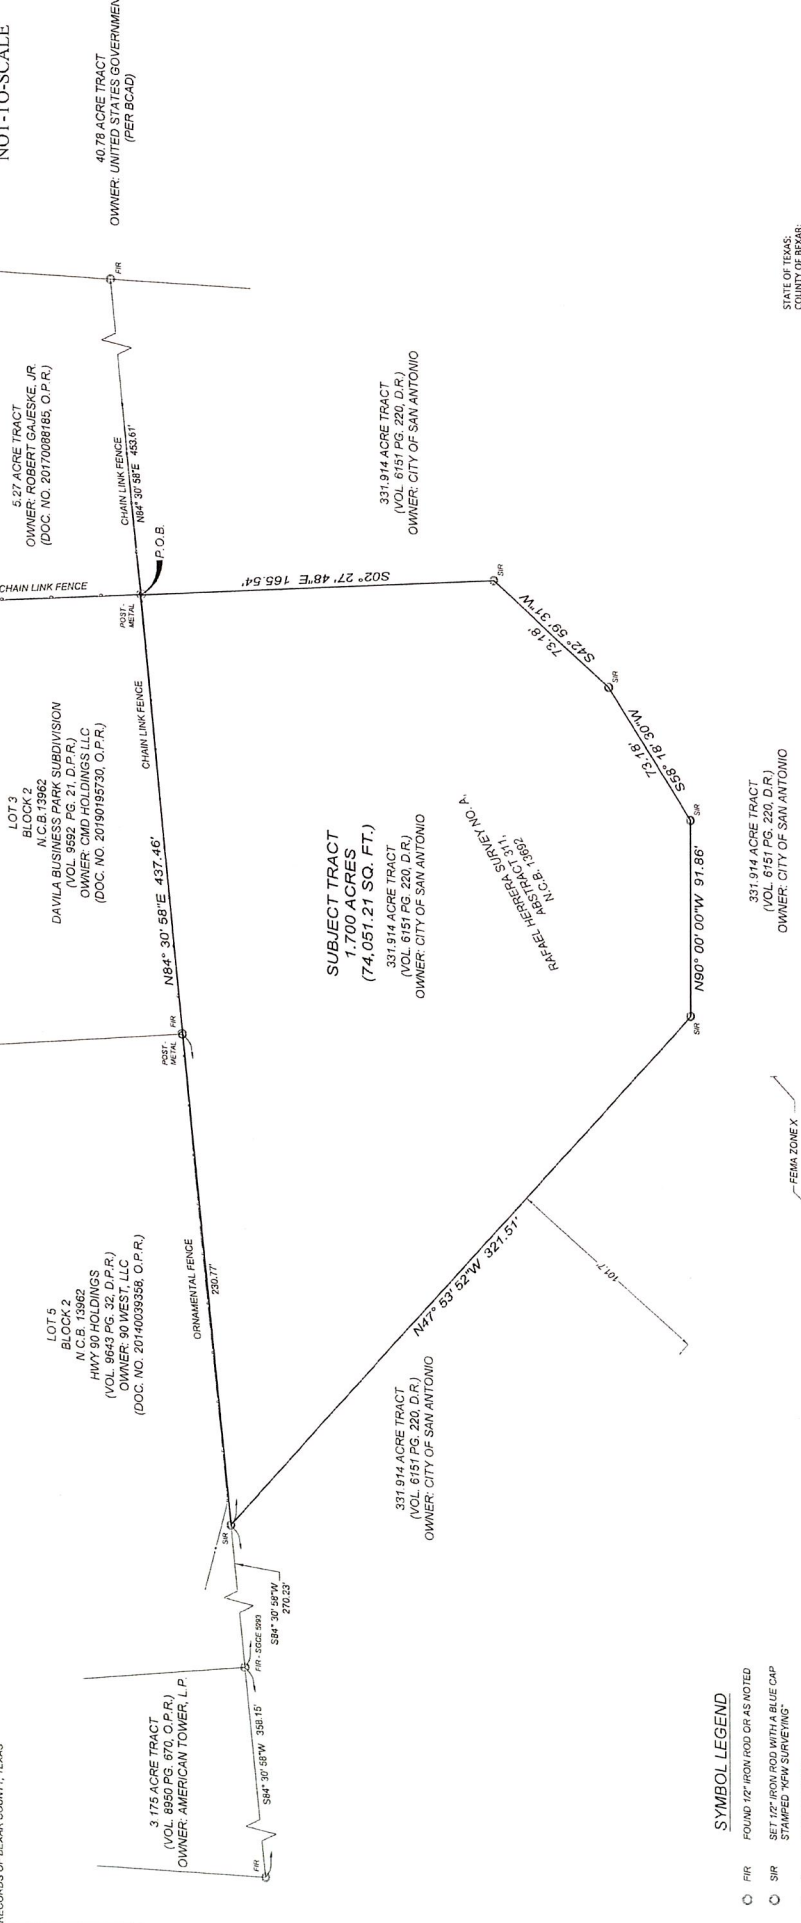 NOT-TO-SCALE
40.78 ACRE TRACT
OWNER: UNITED STATES GOVERNMEN
(PER BCAD)
FIR
5.27 ACRE TRACT
OWNER: ROBERT GAJESKE, JR.
(DOC. NO. 20170088185, O.P.R.)
CHAIN LINK FENCE
N84° 30' 58"E 453.61'
P.O.B.
CHAIN LINK FENCE
POST -
METAL
331.914 ACRE TRACT
(VOL. 6151 PG. 220, D.R.)
OWNER: CITY OF SAN ANTONIO
S02° 27' 48"E 165.54'
SIR
S42° 59' 31"W
73.18'
SIR
S58° 18' 30"W
73.18'
SIR
LOT 3
BLOCK 2
N.C.B.13962
DAVILA BUSINESS PARK SUBDIVISION
(VOL. 9592 PG. 21, D.P.R.)
OWNER: CMD HOLDINGS LLC
(DOC. NO. 20190195730, O.P.R.)
CHAIN LINK FENCE
N84° 30' 58"E 437.46'
SUBJECT TRACT
1.700 ACRES
(74,051.21 SQ. FT.)
331.914 ACRE TRACT
(VOL. 6151 PG. 220, D.R.)
OWNER: CITY OF SAN ANTONIO
RAFAEL HERRERA SURVEY NO. A,
ABSTRACT 311,
N.C.B. 13692
N90° 00' 00"W 91.86'
SIR
331.914 ACRE TRACT
(VOL. 6151 PG. 220, D.R.)
OWNER: CITY OF SAN ANTONIO
POST -
METAL
FIR
LOT 5
BLOCK 2
N.C.B. 13962
HWY 90 HOLDINGS
(VOL. 9643 PG. 32, D.P.R.)
OWNER: 90 WEST, LLC
(DOC. NO. 20140039358, O.P.R.)
ORNAMENTAL FENCE
230.77'
N47° 53' 52"W 321.51'
101.7'
FEMA ZONE X
331.914 ACRE TRACT
(VOL. 6151 PG. 220, D.R.)
OWNER: CITY OF SAN ANTONIO
SIR
S84° 30' 58"W
270.23'
FIR - SGCE 5293
3.175 ACRE TRACT
(VOL. 8950 PG. 670, O.P.R.)
OWNER: AMERICAN TOWER, L.P.
S84° 30' 58"W 358.15'
FIR
SYMBOL LEGEND
FIR FOUND 1/2" IRON ROD OR AS NOTED
SIR SET 1/2" IRON ROD WITH A BLUE CAP
STAMPED "KFW SURVEYING"
STATE OF TEXAS:
COUNTY OF BEXAR:
RECORDS OF BEXAR COUNTY, TEXAS